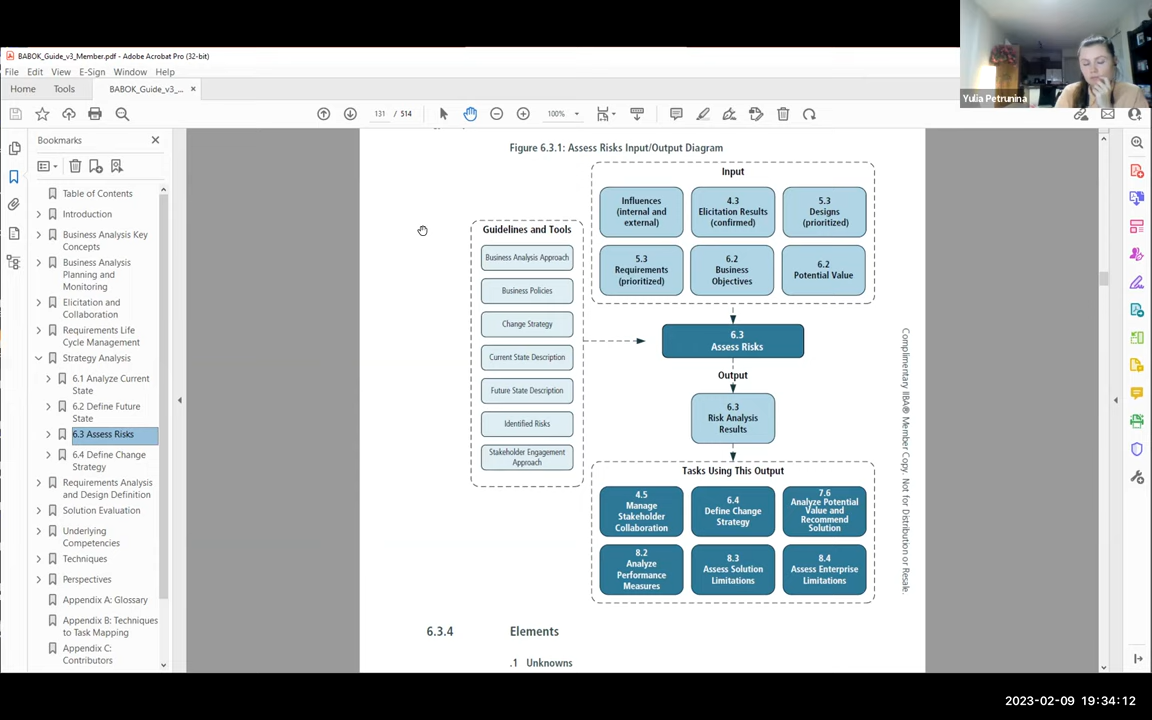 BABOK_Guide_v3_Member.pdf - Adobe Acrobat Pro (32-bit)
File Edit View E-Sign Window Help
Home Tools BABOK_Guide_v3_...
131 / 514
100%
Yulia Petrunina
Bookmarks
Table of Contents
Introduction
Business Analysis Key
Concepts
Business Analysis
Planning and
Monitoring
Elicitation and
Collaboration
Requirements Life
Cycle Management
Strategy Analysis
6.1 Analyze Current
State
6.2 Define Future
State
6.3 Assess Risks
6.4 Define Change
Strategy
Requirements Analysis
and Design Definition
Solution Evaluation
Underlying
Competencies
Techniques
Perspectives
Appendix A: Glossary
Appendix B: Techniques
to Task Mapping
Appendix C:
Contributors
Figure 6.3.1: Assess Risks Input/Output Diagram
Input
Influences
(internal and
external)
4.3
Elicitation Results
(confirmed)
5.3
Designs
(prioritized)
5.3
Requirements
(prioritized)
6.2
Business
Objectives
6.2
Potential Value
Guidelines and Tools
Business Analysis Approach
Business Policies
Change Strategy
Current State Description
Future State Description
Identified Risks
Stakeholder Engagement
Approach
6.3
Assess Risks
Output
6.3
Risk Analysis
Results
Tasks Using This Output
4.5
Manage
Stakeholder
Collaboration
6.4
Define Change
Strategy
7.6
Analyze Potential
Value and
Recommend
Solution
8.2
Analyze
Performance
Measures
8.3
Assess Solution
Limitations
8.4
Assess Enterprise
Limitations
Complimentary IIBA® Member Copy. Not for Distribution or Resale.
6.3.4 Elements
.1 Unknowns
2023-02-09 19:34:12